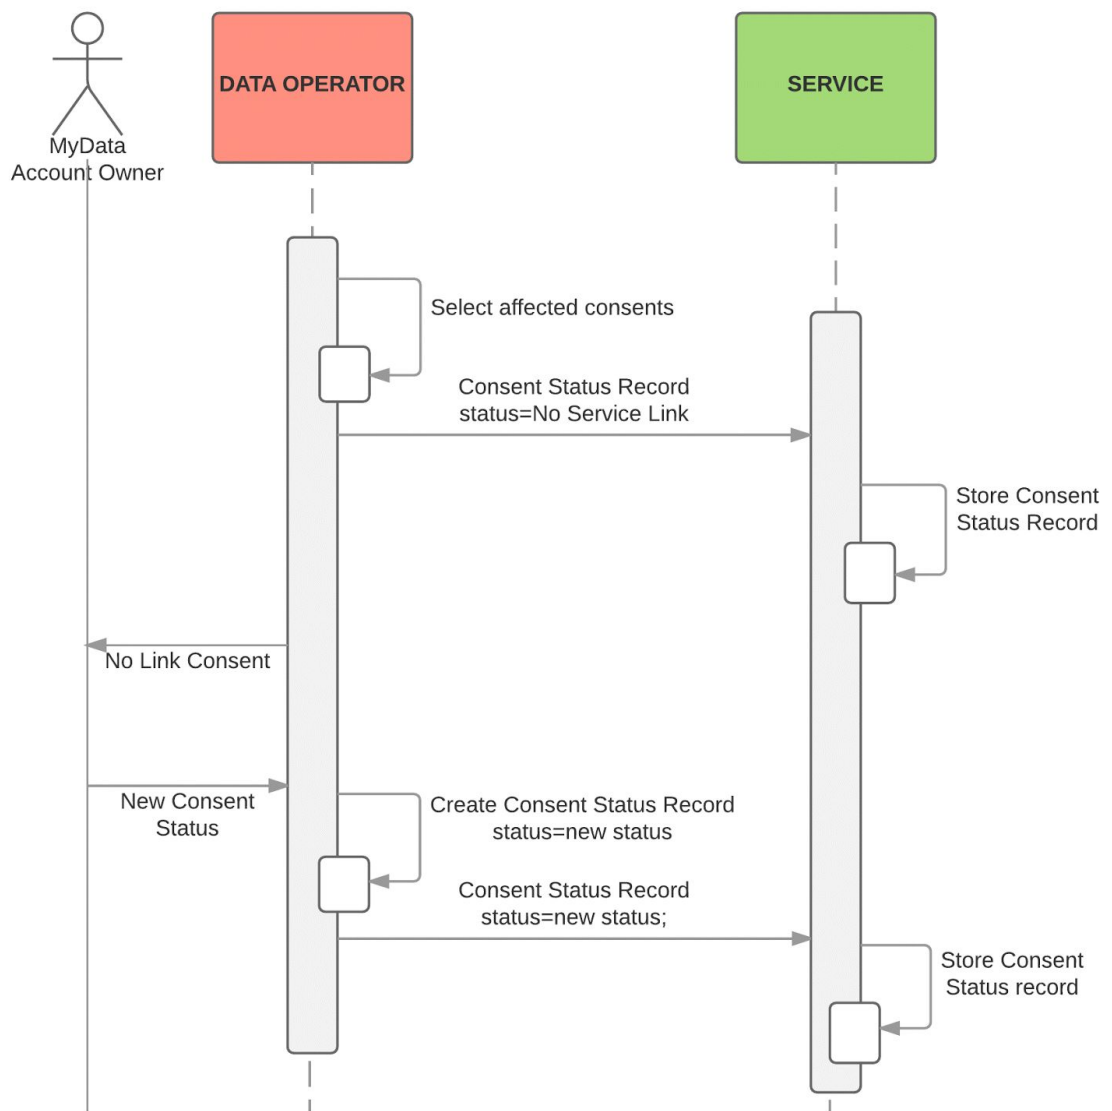 DATA OPERATOR
SERVICE
MyData
Account Owner
Select affected consents
Consent Status Record
status=No Service Link
Store Consent
Status Record
No Link Consent
New Consent
Status
Create Consent Status Record
status=new status
Consent Status Record
status=new status;
Store Consent
Status record